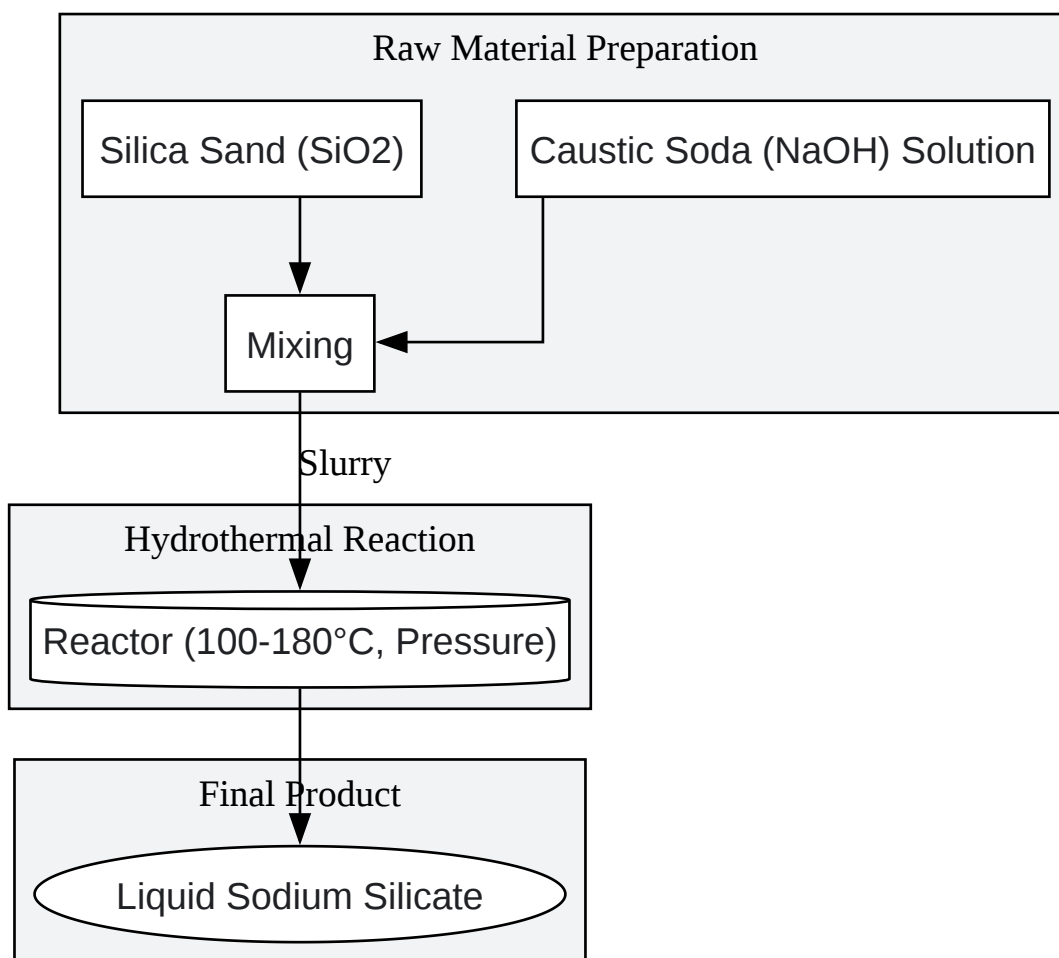 Raw Material Preparation
Silica Sand (SiO2)
Caustic Soda (NaOH) Solution
Mixing
Slurry
Hydrothermal Reaction
Reactor (100-180°C, Pressure)
Final Product
Liquid Sodium Silicate